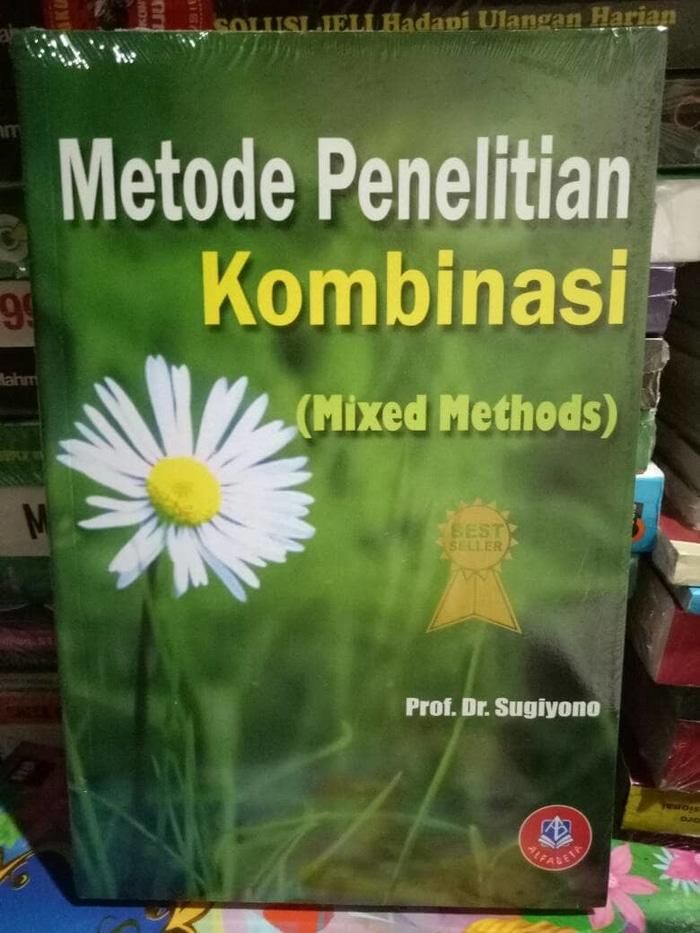 SOLUSI JELI Hadapi Ulangan Harian
Metode Penelitian
Kombinasi
(Mixed Methods)
BEST
SELLER
Prof. Dr. Sugiyono
ALFABETA